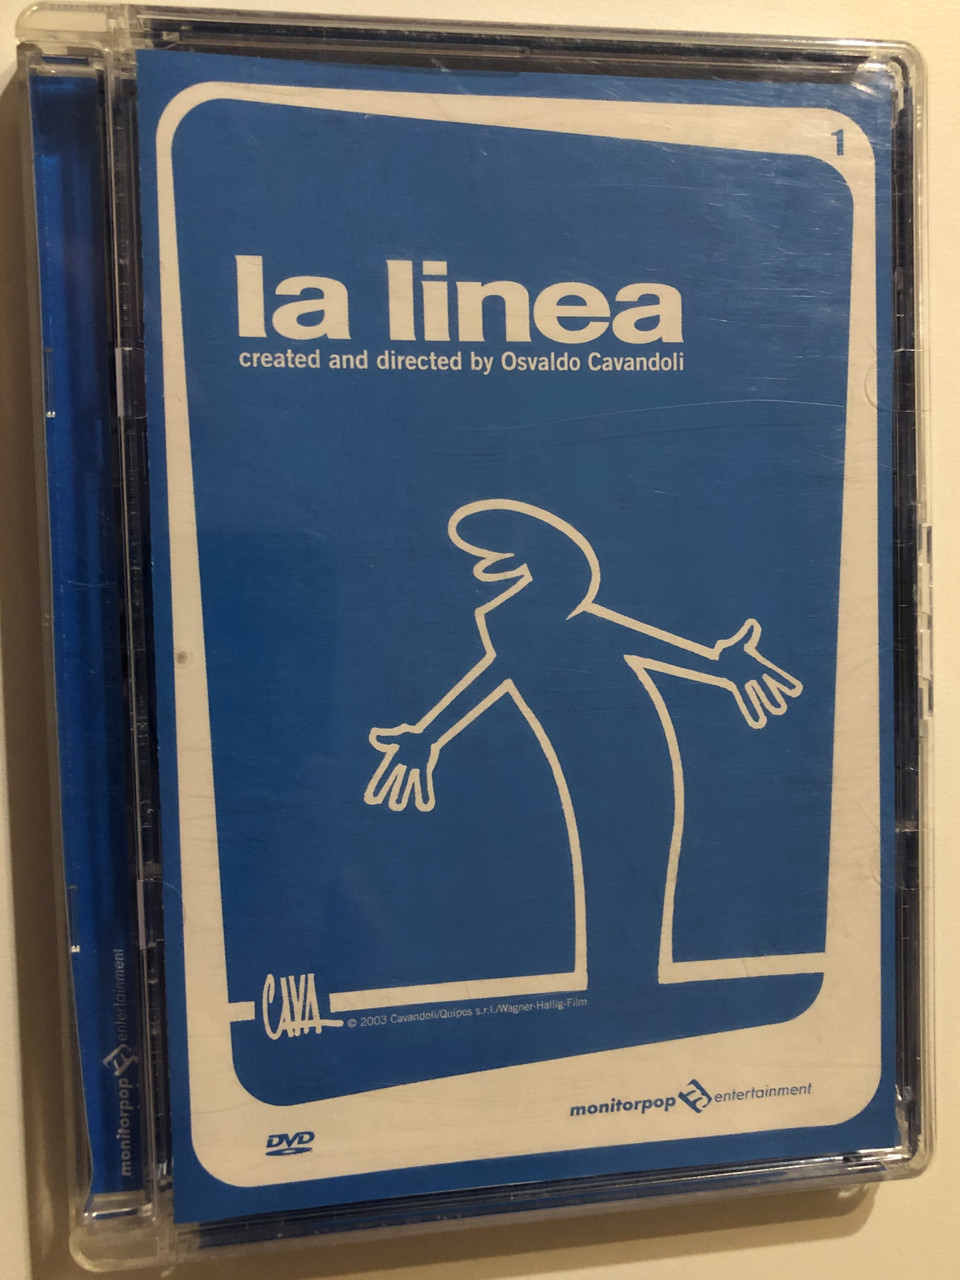 1
la linea
created and directed by Osvaldo Cavandoli
CAVA
© 2003 Cavandoli/Quipos s.r.l./Wagner-Hallig-Film
monitorpop entertainment
DVD
monitorpop entertainment